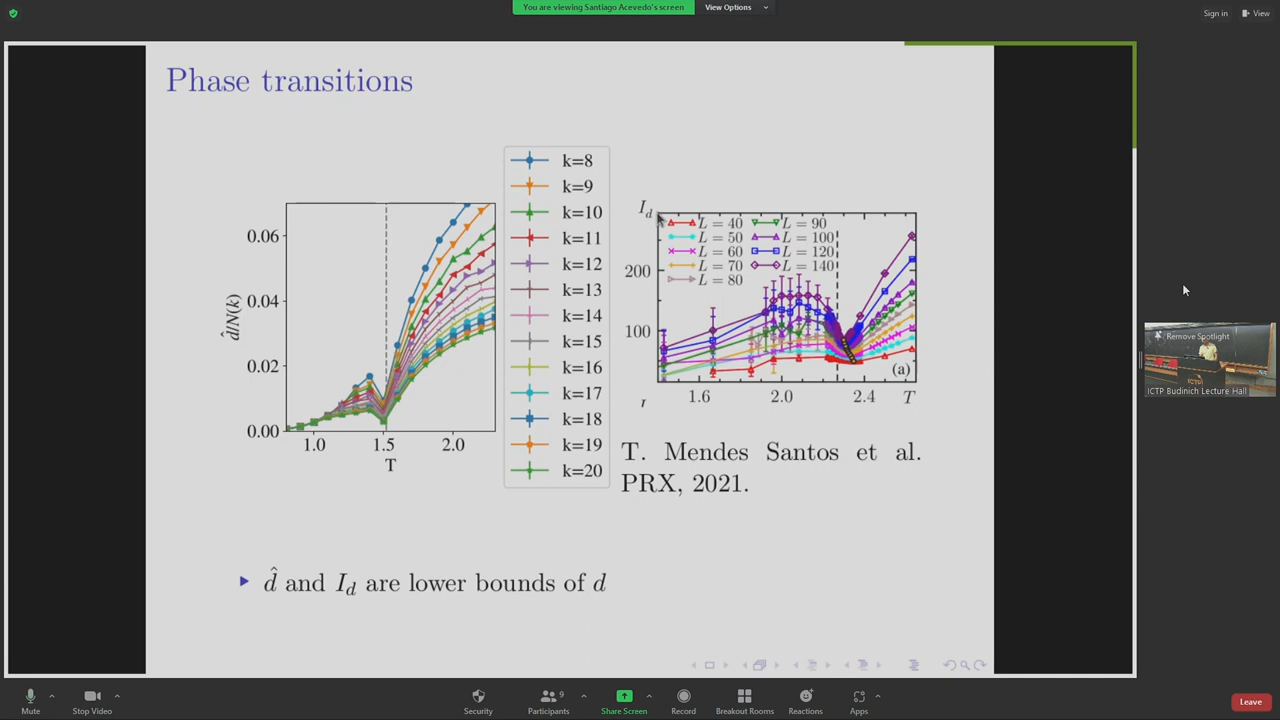 You are viewing Santiago Acevedo's screen
View Options
Sign in
View
Phase transitions
k=8
k=9
k=10
k=11
k=12
k=13
k=14
k=15
k=16
k=17
k=18
k=19
k=20
0.06
0.04
0.02
0.00
d̂/N(k)
1.0 1.5 2.0
T
I_d
L = 40
L = 50
L = 60
L = 70
L = 80
L = 90
L = 100
L = 120
L = 140
200
100
(a)
1.6 2.0 2.4 T
T. Mendes Santos et al.
PRX, 2021.
d̂ and I_d are lower bounds of d
Remove Spotlight
ICTP
ICTP Budinich Lecture Hall
Mute
Stop Video
Security
Participants 9
Share Screen
Record
Breakout Rooms
Reactions
Apps
Leave